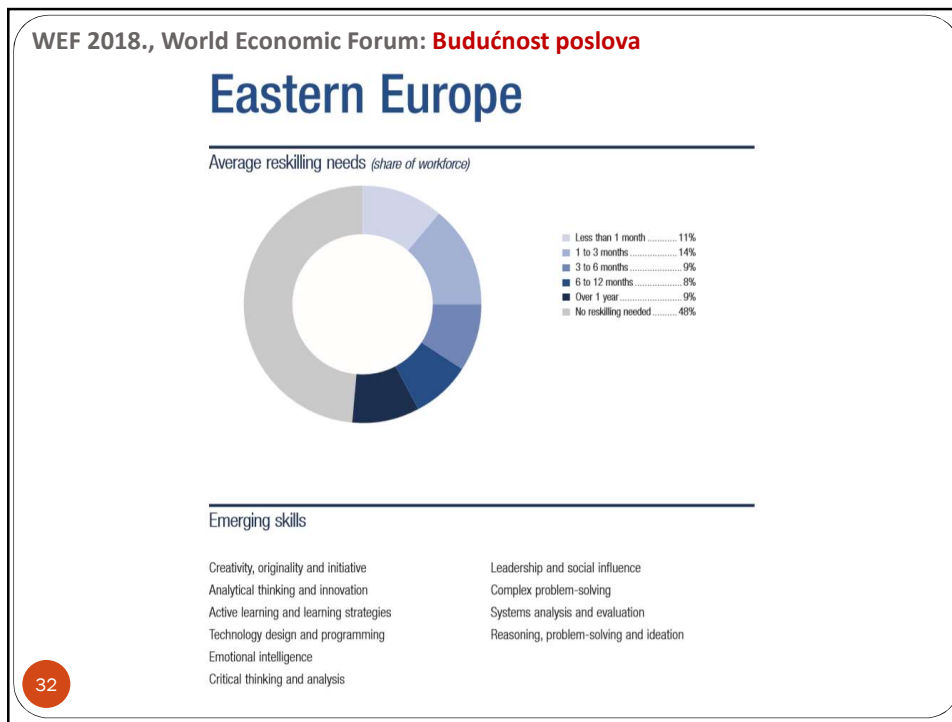 WEF 2018., World Economic Forum: Budućnost poslova
Eastern Europe
Average reskilling needs (share of workforce)
Less than 1 month ........... 11%
1 to 3 months .................. 14%
3 to 6 months .................... 9%
6 to 12 months .................. 8%
Over 1 year ........................ 9%
No reskilling needed .......... 48%
Emerging skills
Creativity, originality and initiative
Analytical thinking and innovation
Active learning and learning strategies
Technology design and programming
Emotional intelligence
Critical thinking and analysis
Leadership and social influence
Complex problem-solving
Systems analysis and evaluation
Reasoning, problem-solving and ideation
32